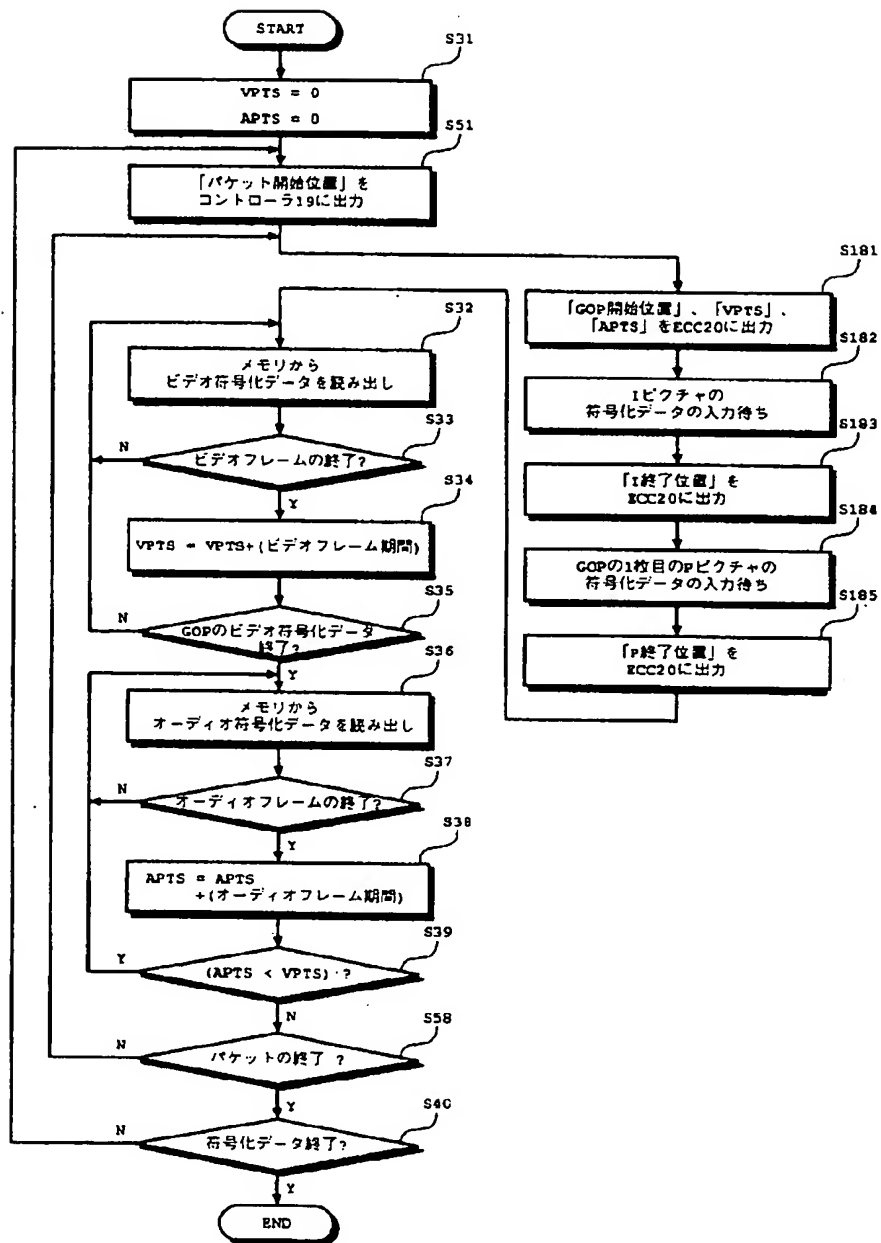 START
S31
VPTS = 0
APTS = 0
S51
「パケット開始位置」を
コントローラ19に出力
S181
「GOP開始位置」、「VPTS」、
「APTS」をECC20に出力
S182
Iピクチャの
符号化データの入力待ち
S183
「I終了位置」を
ECC20に出力
S184
GOPの1枚目のPピクチャの
符号化データの入力待ち
S185
「P終了位置」を
ECC20に出力
S32
メモリから
ビデオ符号化データを読み出し
S33
N
ビデオフレームの終了?
Y
S34
VPTS = VPTS+(ビデオフレーム期間)
S35
N
GOPのビデオ符号化データ
終了?
Y
S36
メモリから
オーディオ符号化データを読み出し
S37
N
オーディオフレームの終了?
Y
S38
APTS = APTS
+(オーディオフレーム期間)
S39
Y
(APTS < VPTS) ?
N
S58
N
パケットの終了 ?
Y
S40
N
符号化データ終了?
Y
END